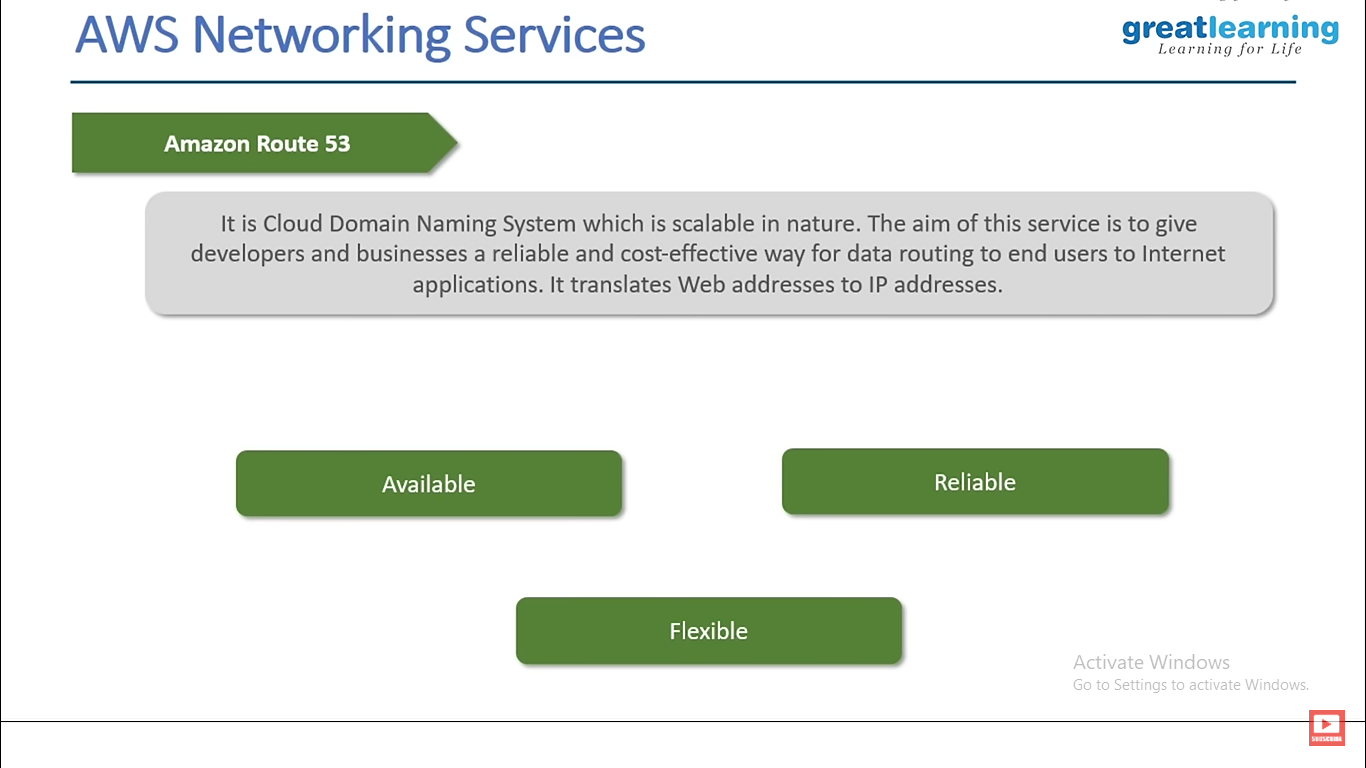 AWS Networking Services
greatlearning
Learning for Life
Amazon Route 53
It is Cloud Domain Naming System which is scalable in nature. The aim of this service is to give
developers and businesses a reliable and cost-effective way for data routing to end users to Internet
applications. It translates Web addresses to IP addresses.
Available
Reliable
Flexible
Activate Windows
Go to Settings to activate Windows.
SUBSCRIBE